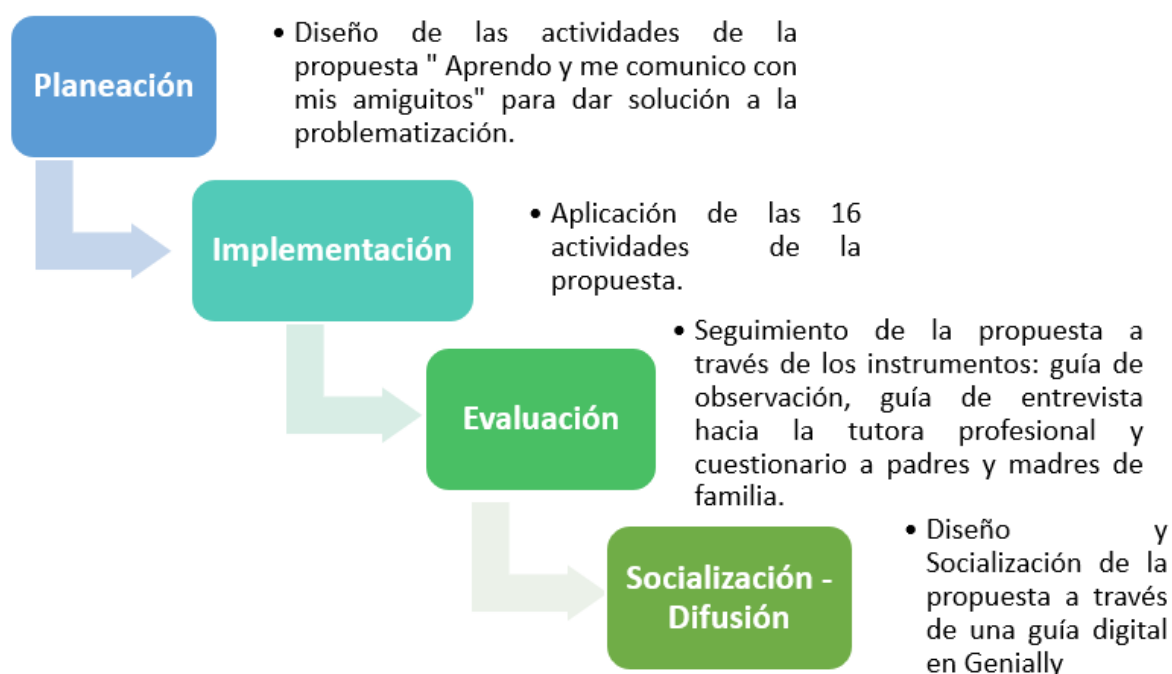 Planeación
• Diseño de las actividades de la
propuesta " Aprendo y me comunico con
mis amiguitos" para dar solución a la
problematización.
Implementación
• Aplicación de las 16
actividades de la
propuesta.
Evaluación
• Seguimiento de la propuesta a
través de los instrumentos: guía de
observación, guía de entrevista
hacia la tutora profesional y
cuestionario a padres y madres de
familia.
Socialización -
Difusión
• Diseño y
Socialización de la
propuesta a través
de una guía digital
en Genially